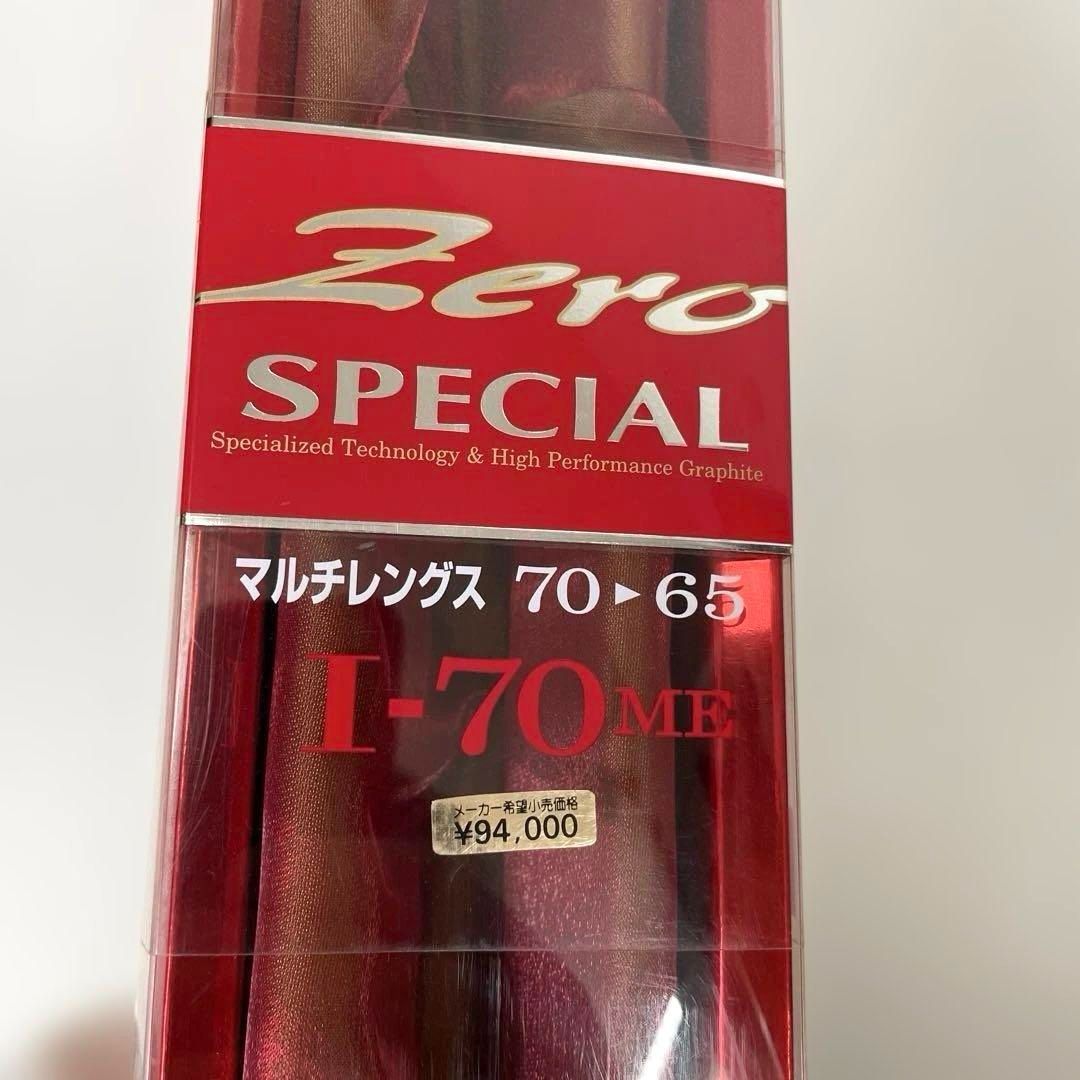 Zero
SPECIAL
Specialized Technology & High Performance Graphite
マルチレングス 70▶65
I-70ME
メーカー希望小売価格
¥94,000